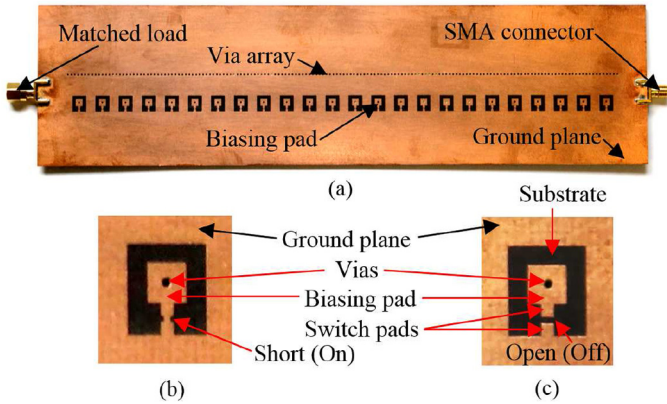 Matched load
SMA connector
Via array
Biasing pad
Ground plane
(a)
Substrate
Ground plane
Vias
Biasing pad
Switch pads
Short (On)
Open (Off)
(b)
(c)